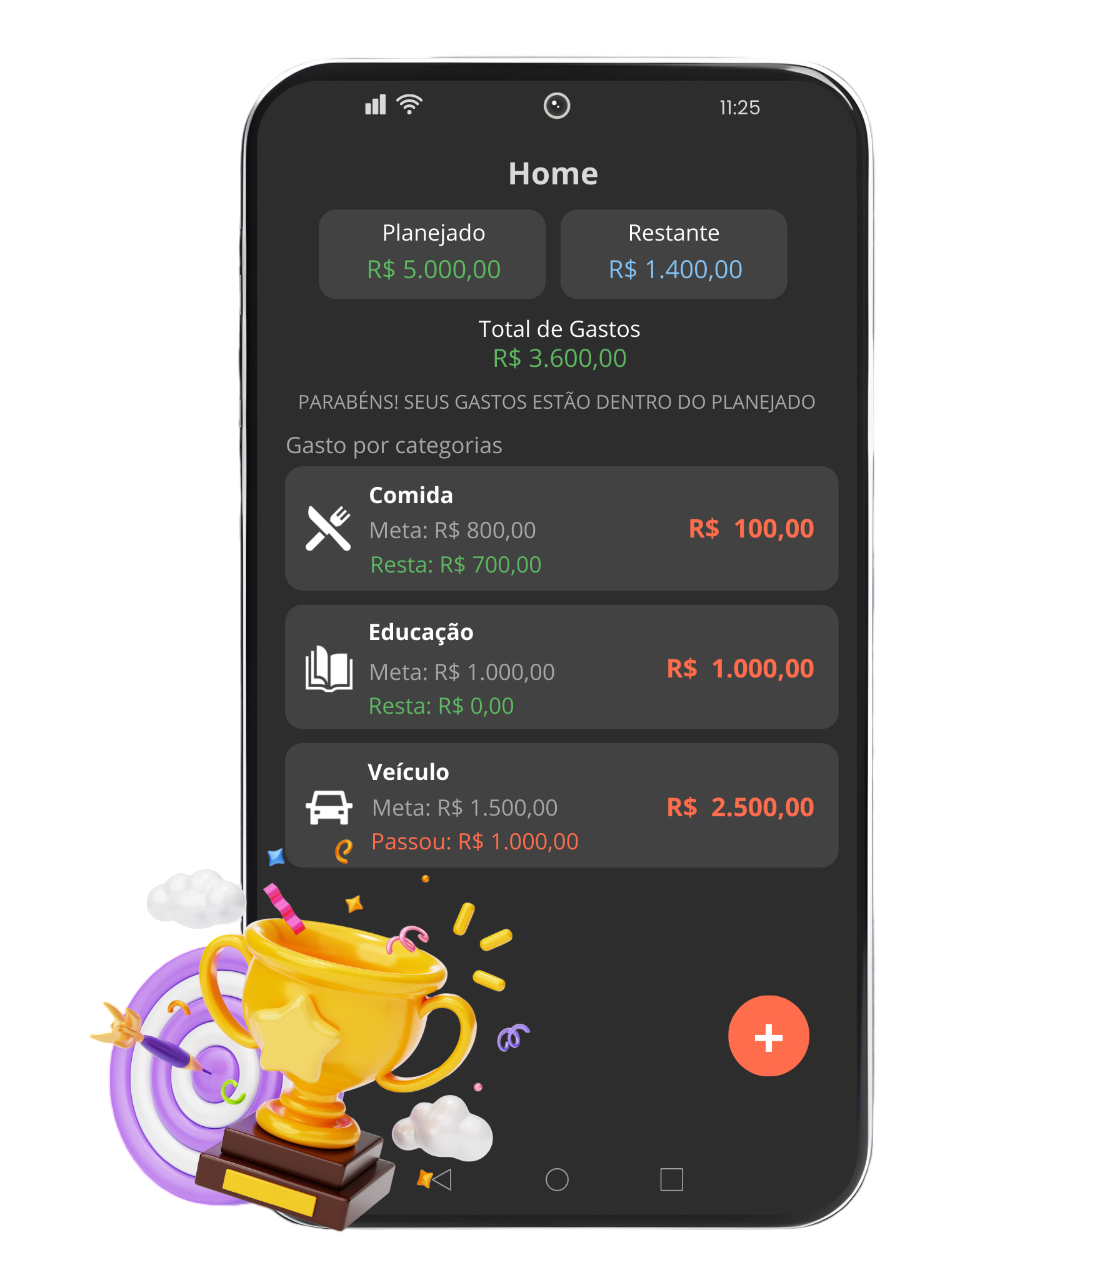 11:25
Home
Planejado
R$ 5.000,00
Restante
R$ 1.400,00
Total de Gastos
R$ 3.600,00
PARABÉNS! SEUS GASTOS ESTÃO DENTRO DO PLANEJADO
Gasto por categorias
Comida
Meta: R$ 800,00
Resta: R$ 700,00
R$ 100,00
Educação
Meta: R$ 1.000,00
Resta: R$ 0,00
R$ 1.000,00
Veículo
Meta: R$ 1.500,00
Passou: R$ 1.000,00
R$ 2.500,00
+